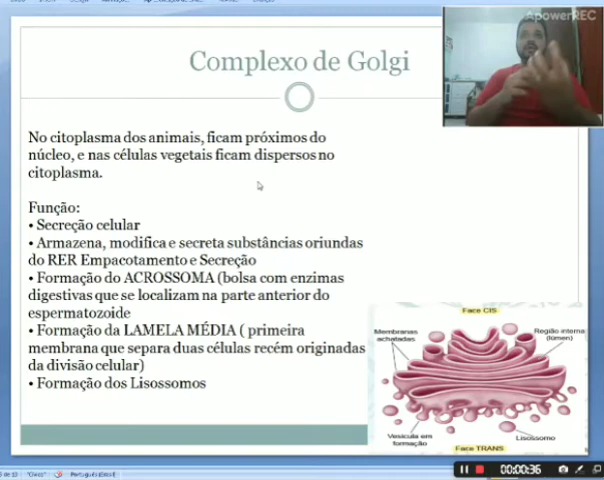 ApowerREC
Complexo de Golgi
No citoplasma dos animais, ficam próximos do
núcleo, e nas células vegetais ficam dispersos no
citoplasma.
Função:
• Secreção celular
• Armazena, modifica e secreta substâncias oriundas
do RER Empacotamento e Secreção
• Formação do ACROSSOMA (bolsa com enzimas
digestivas que se localizam na parte anterior do
espermatozoide
• Formação da LAMELA MÉDIA ( primeira
membrana que separa duas células recém originadas
da divisão celular)
• Formação dos Lisossomos
Face CIS
Membranas
achatadas
Região interna
(lúmen)
Vesícula em
formação
Lisossomo
Face TRANS
00:00:36
Português (Brasil)